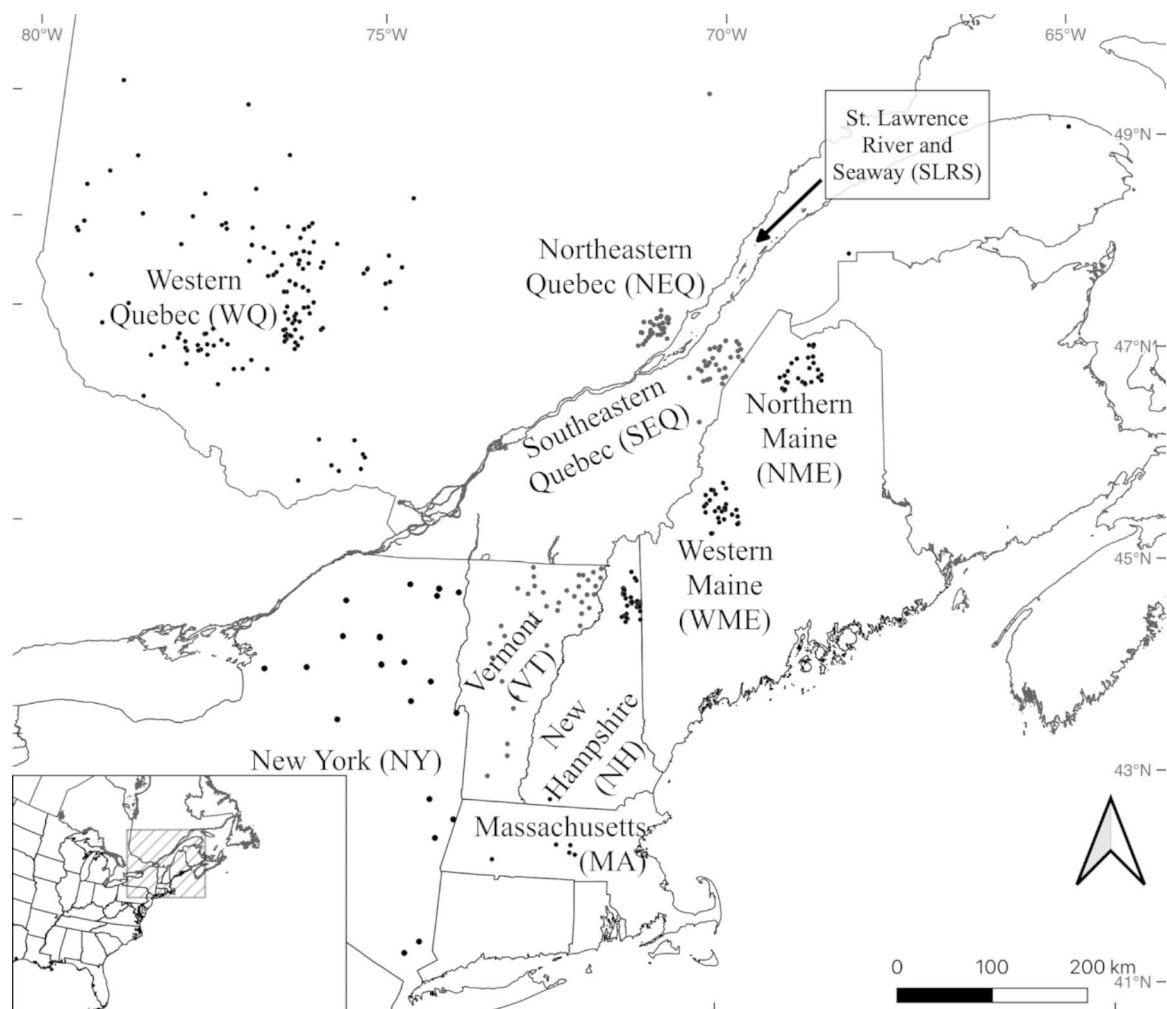 80°W
75°W
70°W
65°W
St. Lawrence
River and
Seaway (SLRS)
49°N
Northeastern
Quebec (NEQ)
Western
Quebec (WQ)
47°N
Southeastern
Quebec (SEQ)
Northern
Maine
(NME)
Western
Maine
(WME)
45°N
Vermont
(VT)
New
Hampshire
(NH)
New York (NY)
43°N
Massachusetts
(MA)
0 100 200 km
41°N